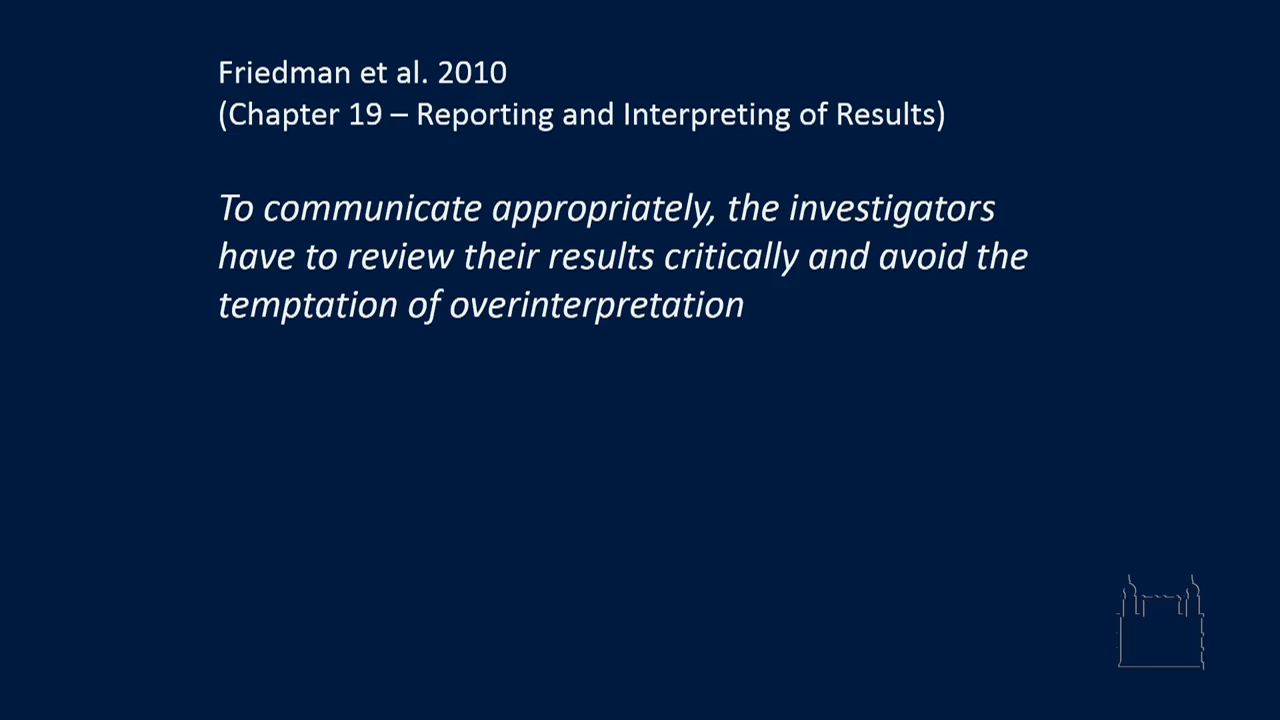 Friedman et al. 2010
(Chapter 19 – Reporting and Interpreting of Results)
To communicate appropriately, the investigators
have to review their results critically and avoid the
temptation of overinterpretation